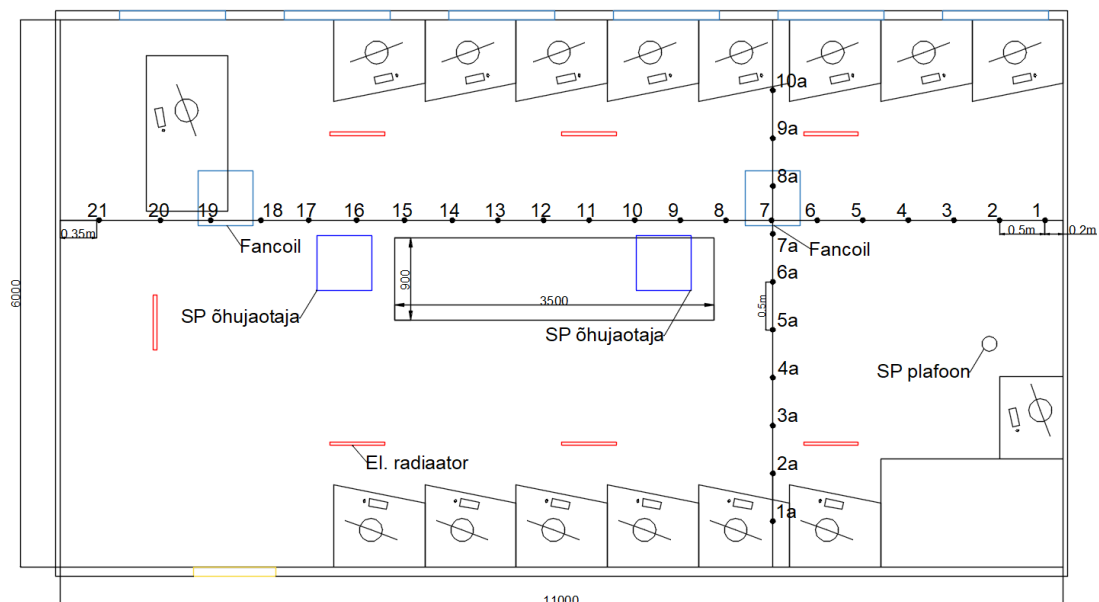 10a
9a
8a
21 20 19 18 17 16 15 14 13 12 11 10 9 8 7 6 5 4 3 2 1
0.35m
0.5m
0.2m
Fancoil
7a
Fancoil
6a
900
6000
3500
0.5m
SP õhujaotaja
5a
SP õhujaotaja
4a
SP plafoon
3a
El. radiaator
2a
1a
11000